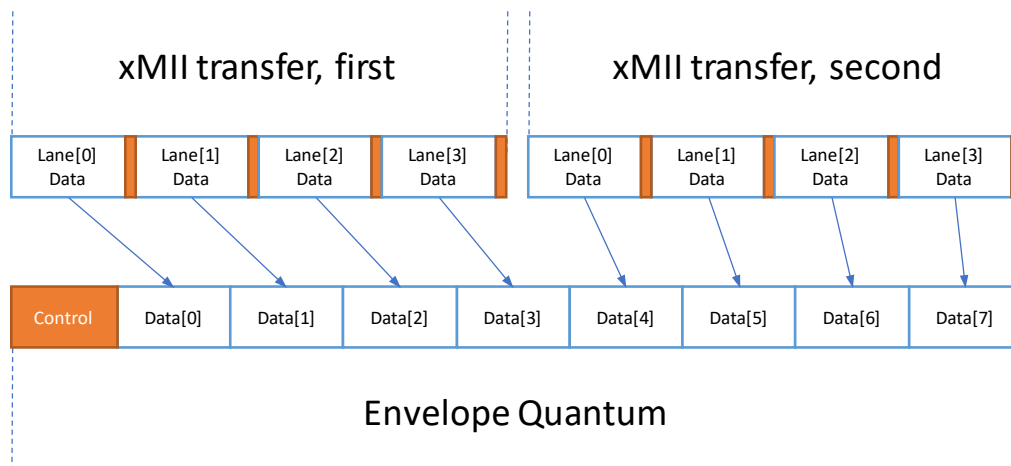 xMII transfer, first
xMII transfer, second
Lane[0]
Data
Lane[1]
Data
Lane[2]
Data
Lane[3]
Data
Lane[0]
Data
Lane[1]
Data
Lane[2]
Data
Lane[3]
Data
Control
Data[0]
Data[1]
Data[2]
Data[3]
Data[4]
Data[5]
Data[6]
Data[7]
Envelope Quantum